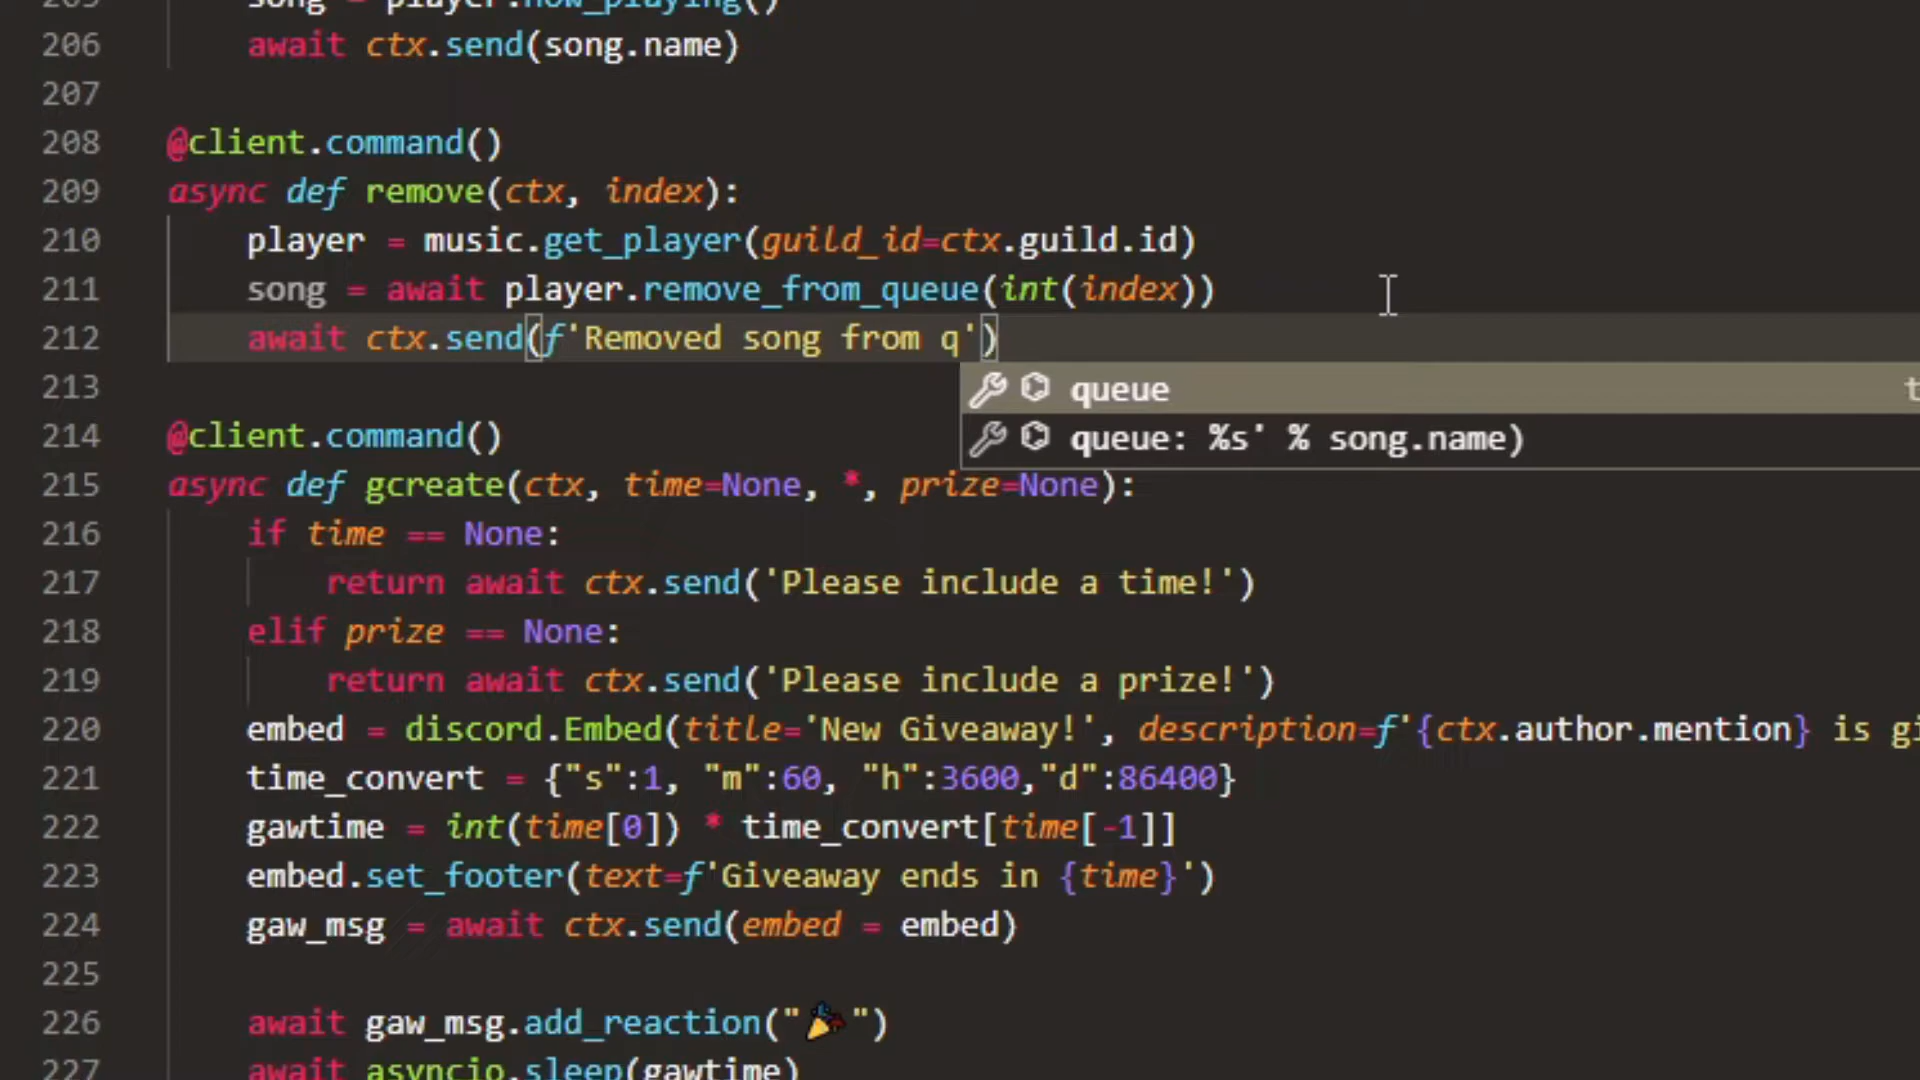 205 song = player.now_playing()
206 await ctx.send(song.name)
207
208 @client.command()
209 async def remove(ctx, index):
210 player = music.get_player(guild_id=ctx.guild.id)
211 song = await player.remove_from_queue(int(index))
212 await ctx.send(f'Removed song from q')
213
queue t
214 @client.command()
queue: %s' % song.name)
215 async def gcreate(ctx, time=None, *, prize=None):
216 if time == None:
217 return await ctx.send('Please include a time!')
218 elif prize == None:
219 return await ctx.send('Please include a prize!')
220 embed = discord.Embed(title='New Giveaway!', description=f'{ctx.author.mention} is gi
221 time_convert = {"s":1, "m":60, "h":3600,"d":86400}
222 gawtime = int(time[0]) * time_convert[time[-1]]
223 embed.set_footer(text=f'Giveaway ends in {time}')
224 gaw_msg = await ctx.send(embed = embed)
225
226 await gaw_msg.add_reaction("🎉")
227 await asyncio.sleep(gawtime)